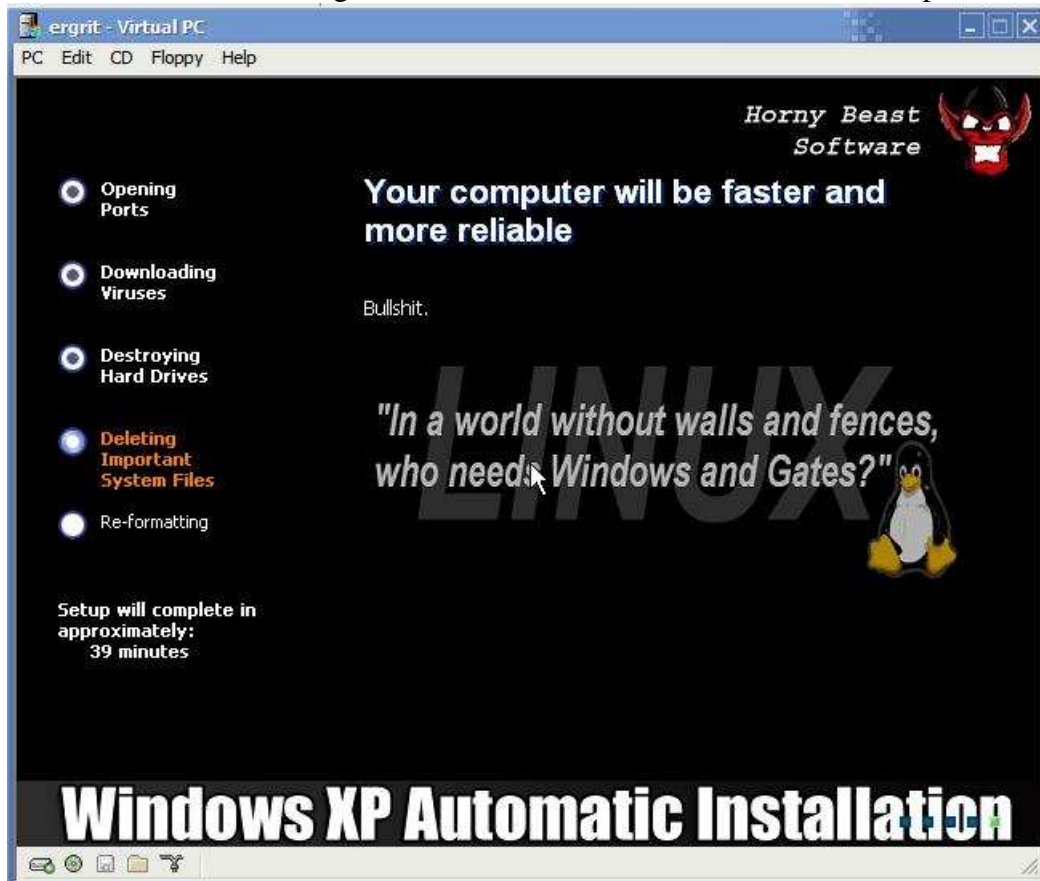 ergrit - Virtual PC
PC Edit CD Floppy Help
Horny Beast
Software
Opening
Ports
Downloading
Viruses
Destroying
Hard Drives
Deleting
Important
System Files
Re-formatting
Setup will complete in
approximately:
39 minutes
Your computer will be faster and
more reliable
Bullshit.
LINUX
"In a world without walls and fences,
who needs Windows and Gates?"
Windows XP Automatic Installation